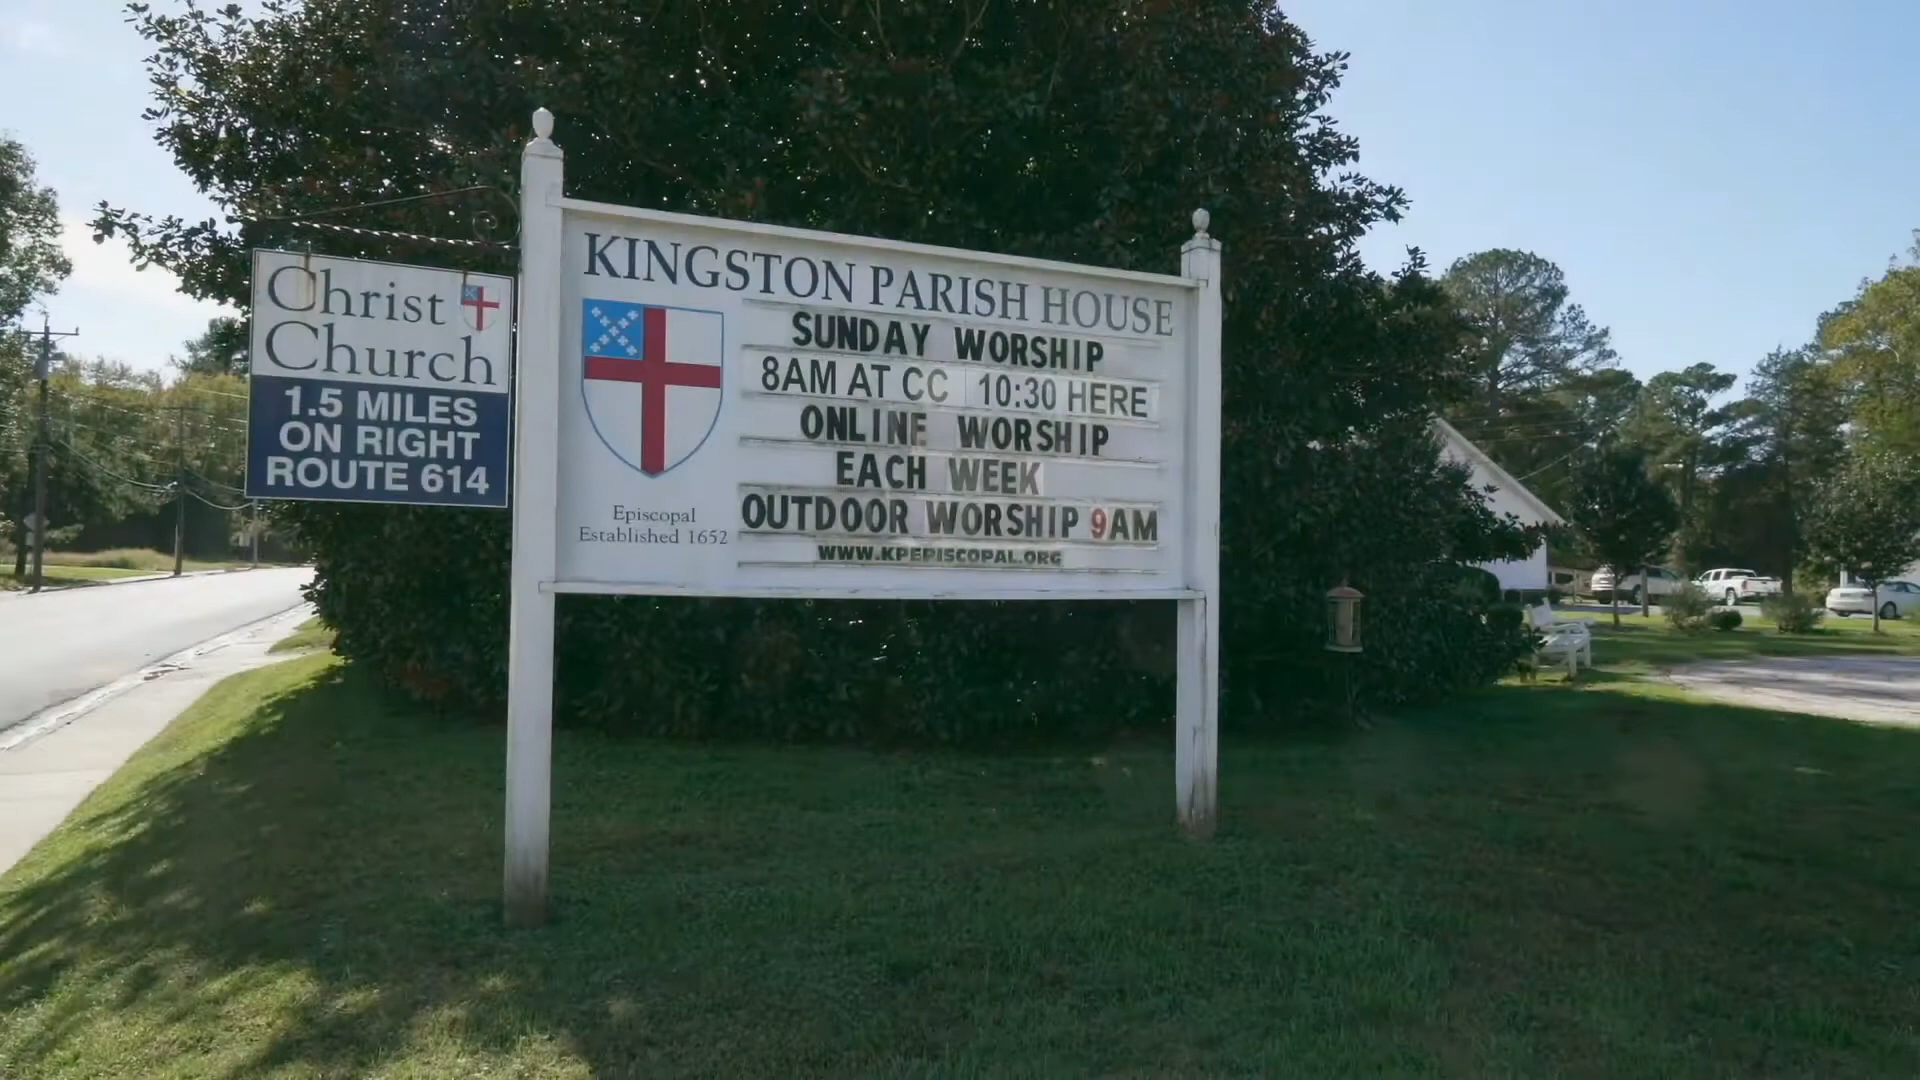 Christ
Church
1.5 MILES
ON RIGHT
ROUTE 614
KINGSTON PARISH HOUSE
SUNDAY WORSHIP
8AM AT CC 10:30 HERE
ONLINE WORSHIP
EACH WEEK
OUTDOOR WORSHIP 9AM
WWW.KPEPISCOPAL.ORG
Episcopal
Established 1652